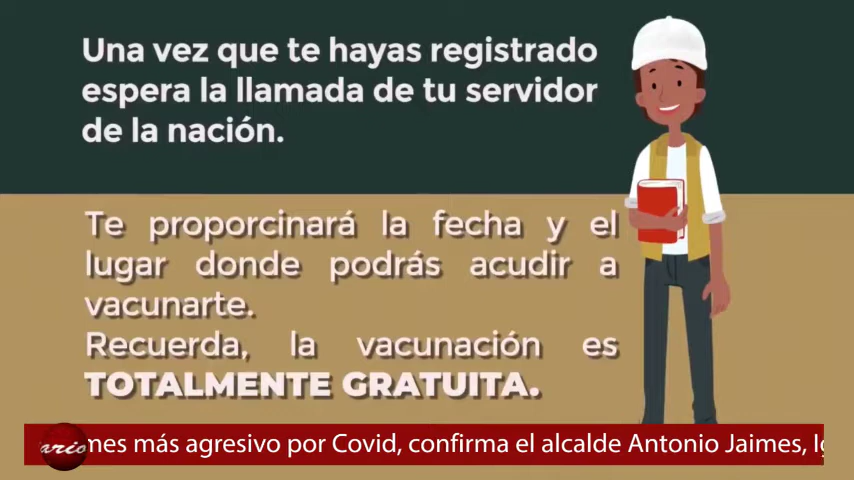 Una vez que te hayas registrado
espera la llamada de tu servidor
de la nación.
Te proporcinará la fecha y el
lugar donde podrás acudir a
vacunarte.
Recuerda, la vacunación es
TOTALMENTE GRATUITA.
ario
mes más agresivo por Covid, confirma el alcalde Antonio Jaimes,